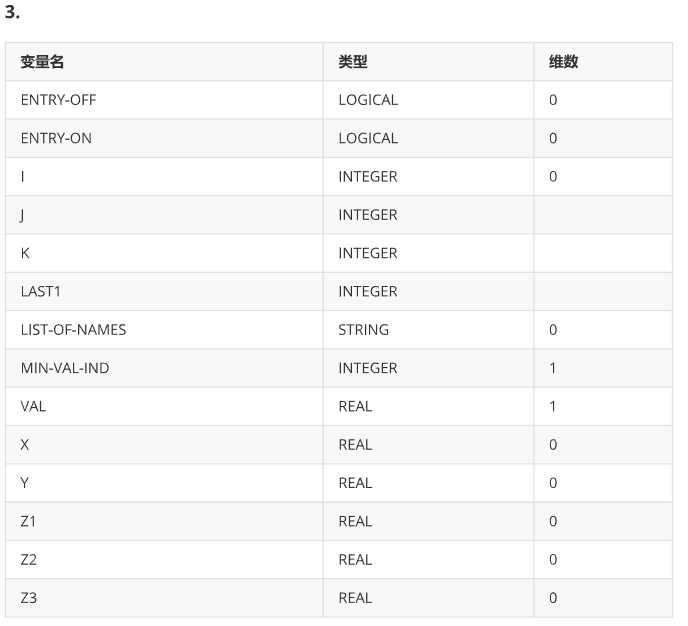 3.
变量名 类型 维数
ENTRY-OFF LOGICAL 0
ENTRY-ON LOGICAL 0
I INTEGER 0
J INTEGER
K INTEGER
LAST1 INTEGER
LIST-OF-NAMES STRING 0
MIN-VAL-IND INTEGER 1
VAL REAL 1
X REAL 0
Y REAL 0
Z1 REAL 0
Z2 REAL 0
Z3 REAL 0